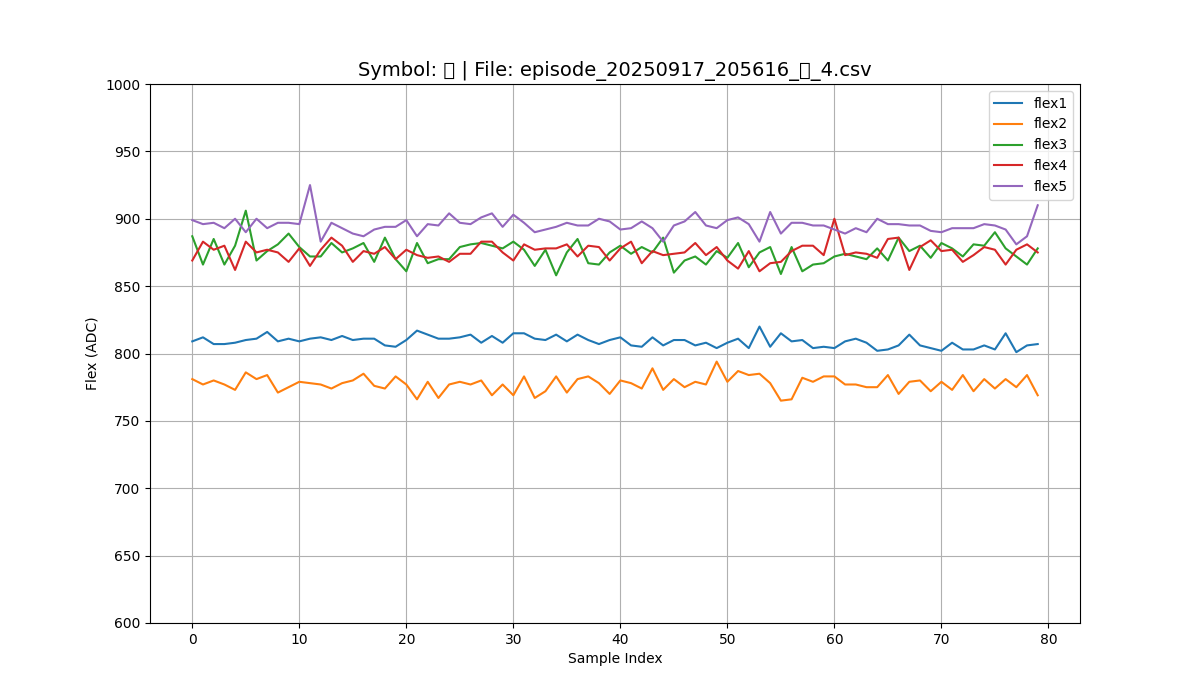 Symbol: | File: episode_20250917_205616_ _4.csv
1000
950
900
850
800
750
700
650
600
Flex (ADC)
0 10 20 30 40 50 60 70 80
Sample Index
flex1
flex2
flex3
flex4
flex5